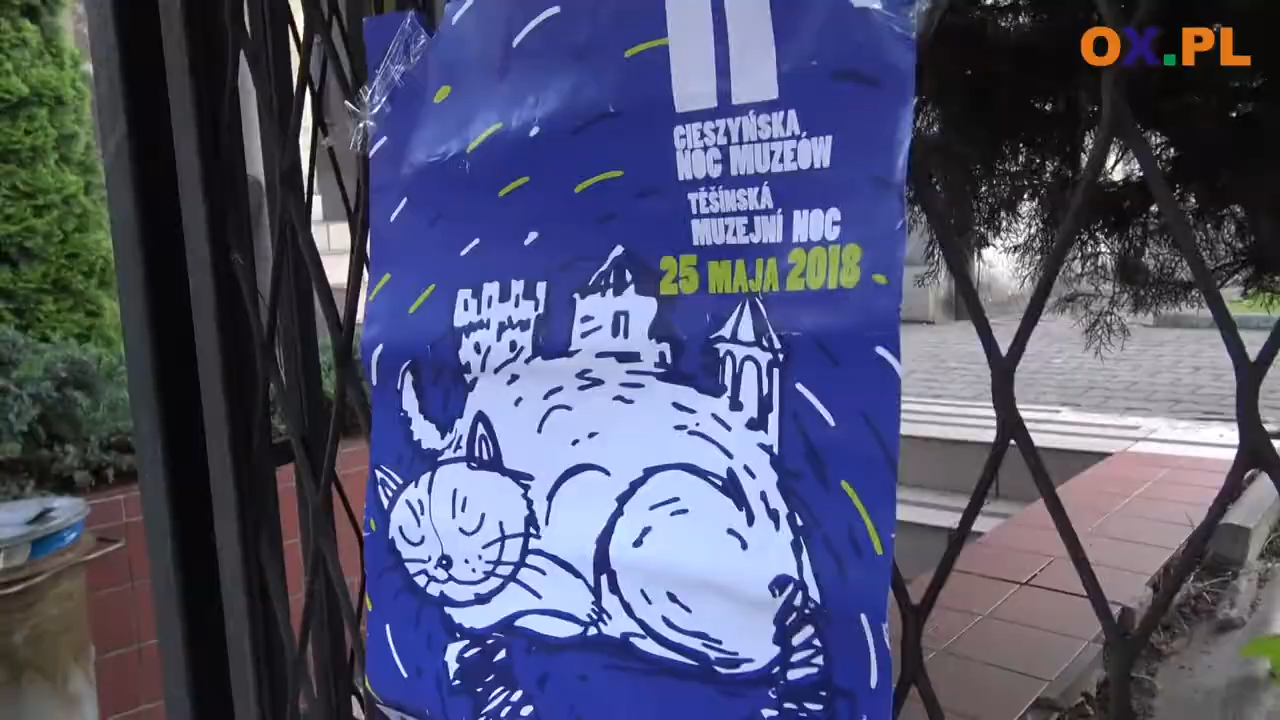 OX.PL
II
CIESZYŃSKA
NOC MUZEÓW
TĚŠÍNSKÁ
MUZEJNÍ NOC
25 MAJA 2018